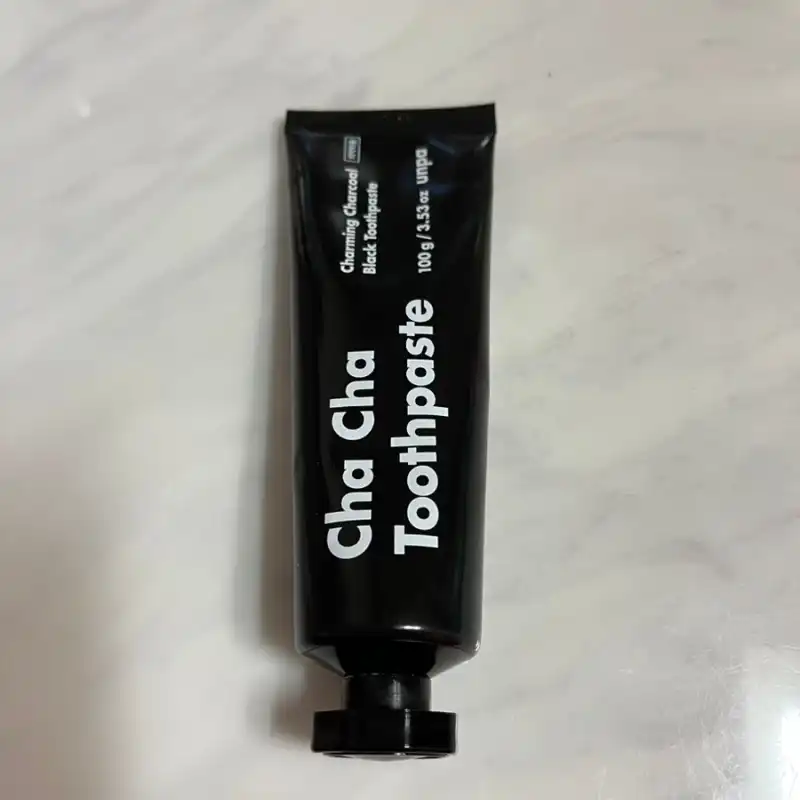 Cha Cha
Toothpaste
Charming Charcoal
Black Toothpaste
100 g / 3.53 oz unpa